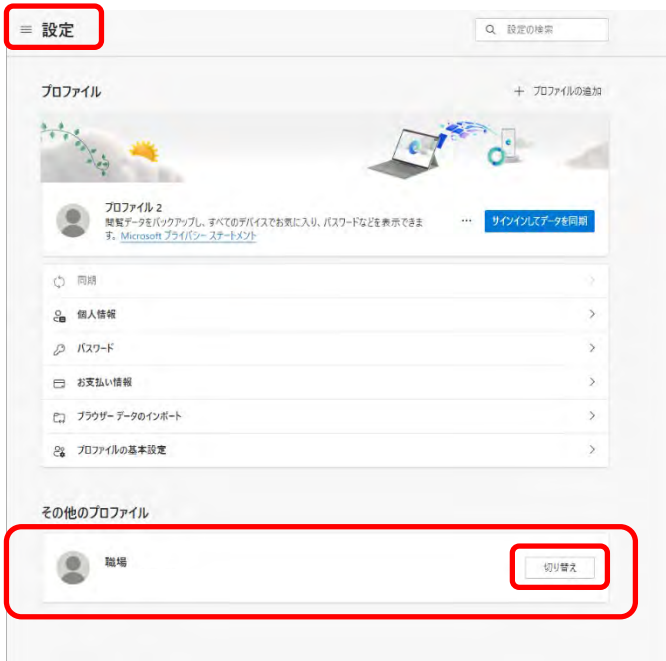 設定
設定の検索
プロファイル
プロファイルの追加
プロファイル 2
閲覧データをバックアップし、すべてのデバイスでお気に入り、パスワードなどを表示できま
す。Microsoft プライバシー ステートメント
サインインしてデータを同期
同期
個人情報
パスワード
お支払い情報
ブラウザー データのインポート
プロファイルの基本設定
その他のプロファイル
職場
切り替え